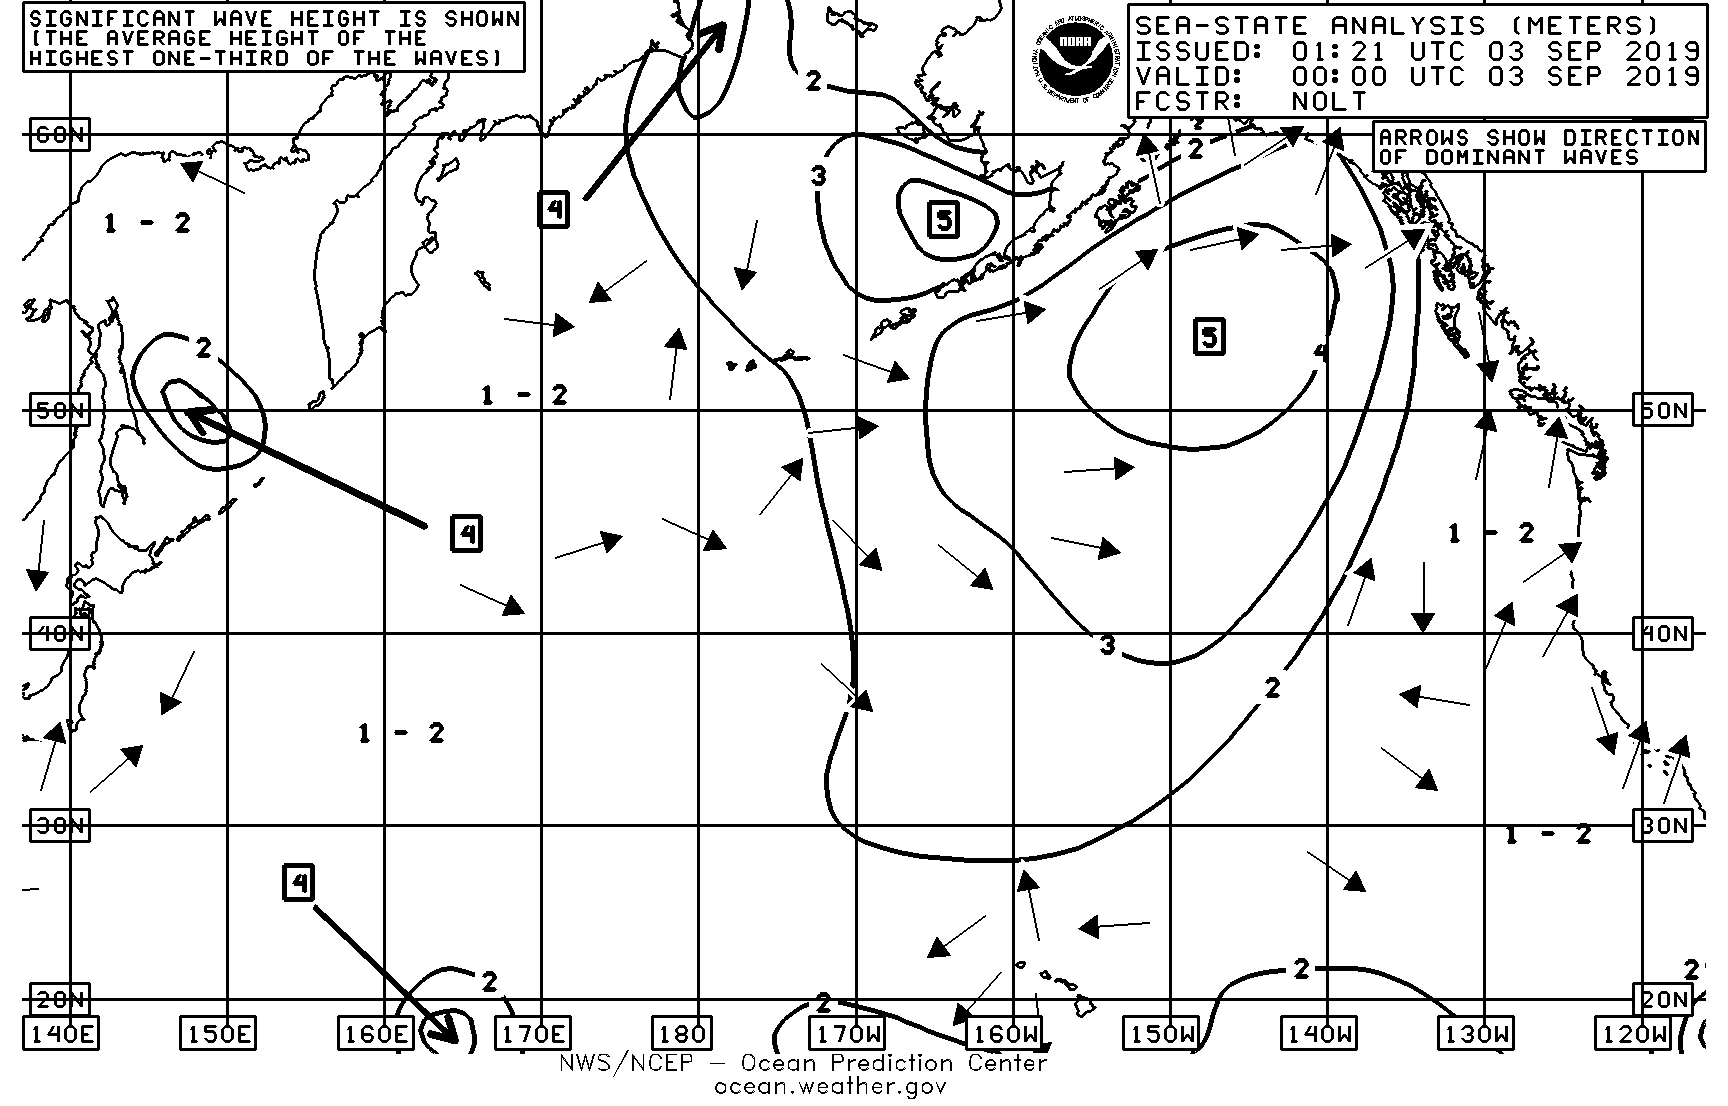 SIGNIFICANT WAVE HEIGHT IS SHOWN
(THE AVERAGE HEIGHT OF THE
HIGHEST ONE-THIRD OF THE WAVES)
NOAA
SEA-STATE ANALYSIS (METERS)
ISSUED: 01:21 UTC 03 SEP 2019
VALID: 00:00 UTC 03 SEP 2019
FCSTR: NOLT
ARROWS SHOW DIRECTION
OF DOMINANT WAVES
2
2
2
60N
3
4
5
1 - 2
2
5
4
1 - 2
50N
50N
4
1 - 2
40N
40N
3
2
1 - 2
30N
1 - 2
30N
4
2
2
2
2
20N
20N
140E
150E
160E
170E
180
170W
160W
150W
140W
130W
120W
NWS/NCEP – Ocean Prediction Center
ocean.weather.gov